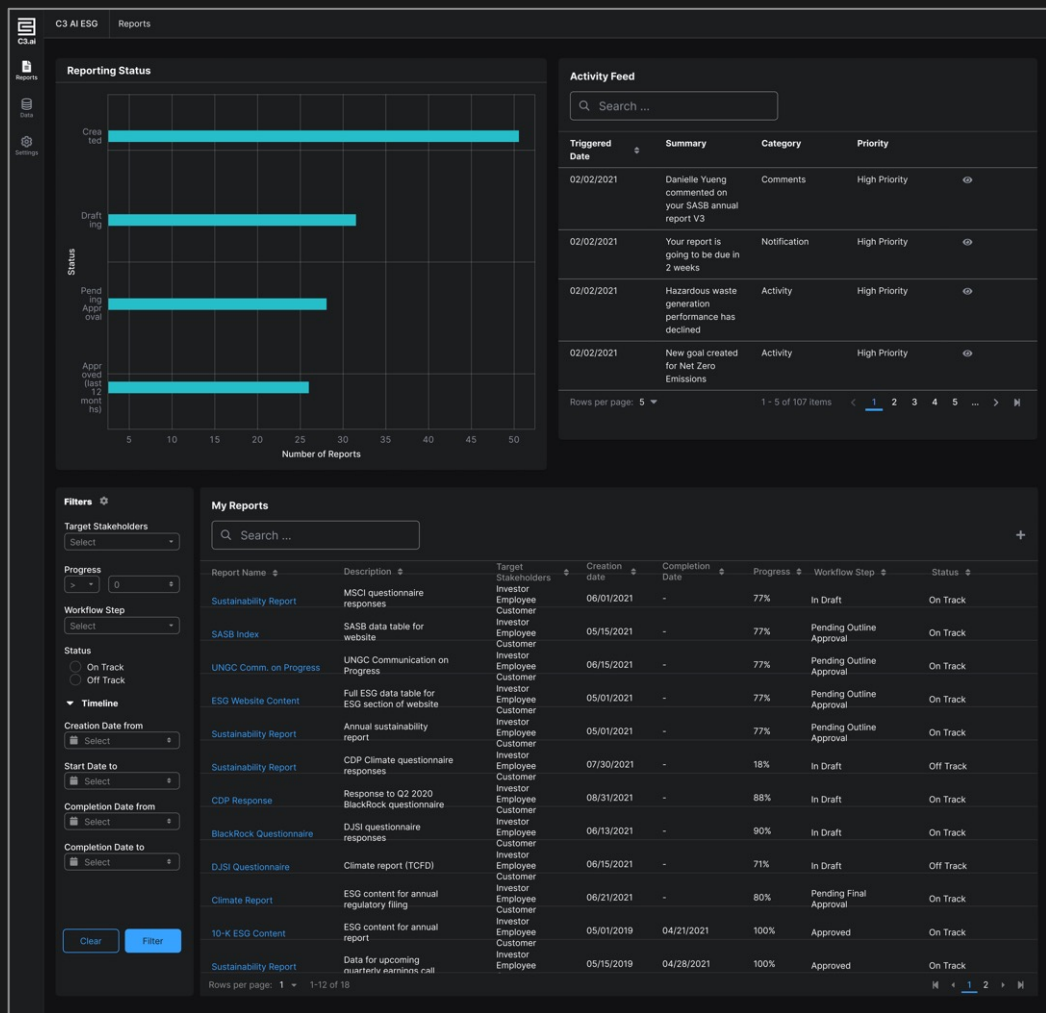 C3.ai
Reports
Data
Settings
C3 AI ESG Reports
Reporting Status
Status
Crea
ted
Draft
ing
Pend
ing
Appr
oval
Appr
oved
(last
12
mont
hs)
5 10 15 20 25 30 35 40 45 50
Number of Reports
Activity Feed
Search ...
Triggered Date Summary Category Priority
02/02/2021 Danielle Yueng Comments High Priority
commented on
your SASB annual
report V3
02/02/2021 Your report is Notification High Priority
going to be due in
2 weeks
02/02/2021 Hazardous waste Activity High Priority
generation
performance has
declined
02/02/2021 New goal created Activity High Priority
for Net Zero
Emissions
Rows per page: 5 1 - 5 of 107 items 1 2 3 4 5 ...
Filters
Target Stakeholders
Select
Progress
> 0
Workflow Step
Select
Status
On Track
Off Track
Timeline
Creation Date from
Select
Start Date to
Select
Completion Date from
Select
Completion Date to
Select
Clear Filter
My Reports
Search ... +
Report Name Description Target Stakeholders Creation date Completion Date Progress Workflow Step Status
Sustainability Report MSCI questionnaire responses Investor Employee Customer 06/01/2021 - 77% In Draft On Track
SASB Index SASB data table for website Investor Employee Customer 05/15/2021 - 77% Pending Outline Approval On Track
UNGC Comm. on Progress UNGC Communication on Progress Investor Employee Customer 06/15/2021 - 77% Pending Outline Approval On Track
ESG Website Content Full ESG data table for ESG section of website Investor Employee Customer 05/01/2021 - 77% Pending Outline Approval On Track
Sustainability Report Annual sustainability report Investor Employee Customer 05/01/2021 - 77% Pending Outline Approval On Track
Sustainability Report CDP Climate questionnaire responses Investor Employee Customer 07/30/2021 - 18% In Draft Off Track
CDP Response Response to Q2 2020 BlackRock questionnaire Investor Employee Customer 08/31/2021 - 88% In Draft On Track
BlackRock Questionnaire DJSI questionnaire responses Investor Employee Customer 06/13/2021 - 90% In Draft On Track
DJSI Questionnaire Climate report (TCFD) Investor Employee Customer 06/15/2021 - 71% In Draft Off Track
Climate Report ESG content for annual regulatory filing Investor Employee Customer 06/21/2021 - 80% Pending Final Approval On Track
10-K ESG Content ESG content for annual report Investor Employee Customer 05/01/2019 04/21/2021 100% Approved On Track
Sustainability Report Data for upcoming quarterly earnings call Investor Employee 05/15/2019 04/28/2021 100% Approved On Track
Rows per page: 1 1-12 of 18 1 2